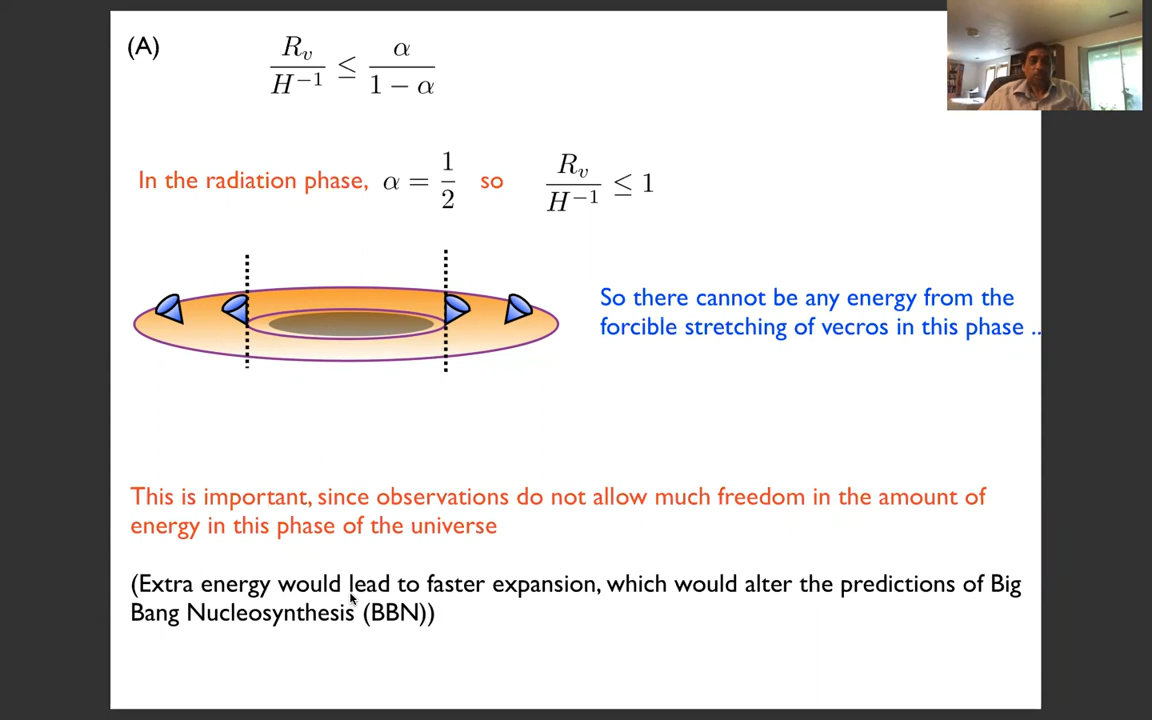 (A) R_v / H^{-1} ≤ α / (1 − α)
In the radiation phase, α = 1/2 so R_v / H^{-1} ≤ 1
So there cannot be any energy from the
forcible stretching of vecros in this phase ..
This is important, since observations do not allow much freedom in the amount of
energy in this phase of the universe
(Extra energy would lead to faster expansion, which would alter the predictions of Big
Bang Nucleosynthesis (BBN))